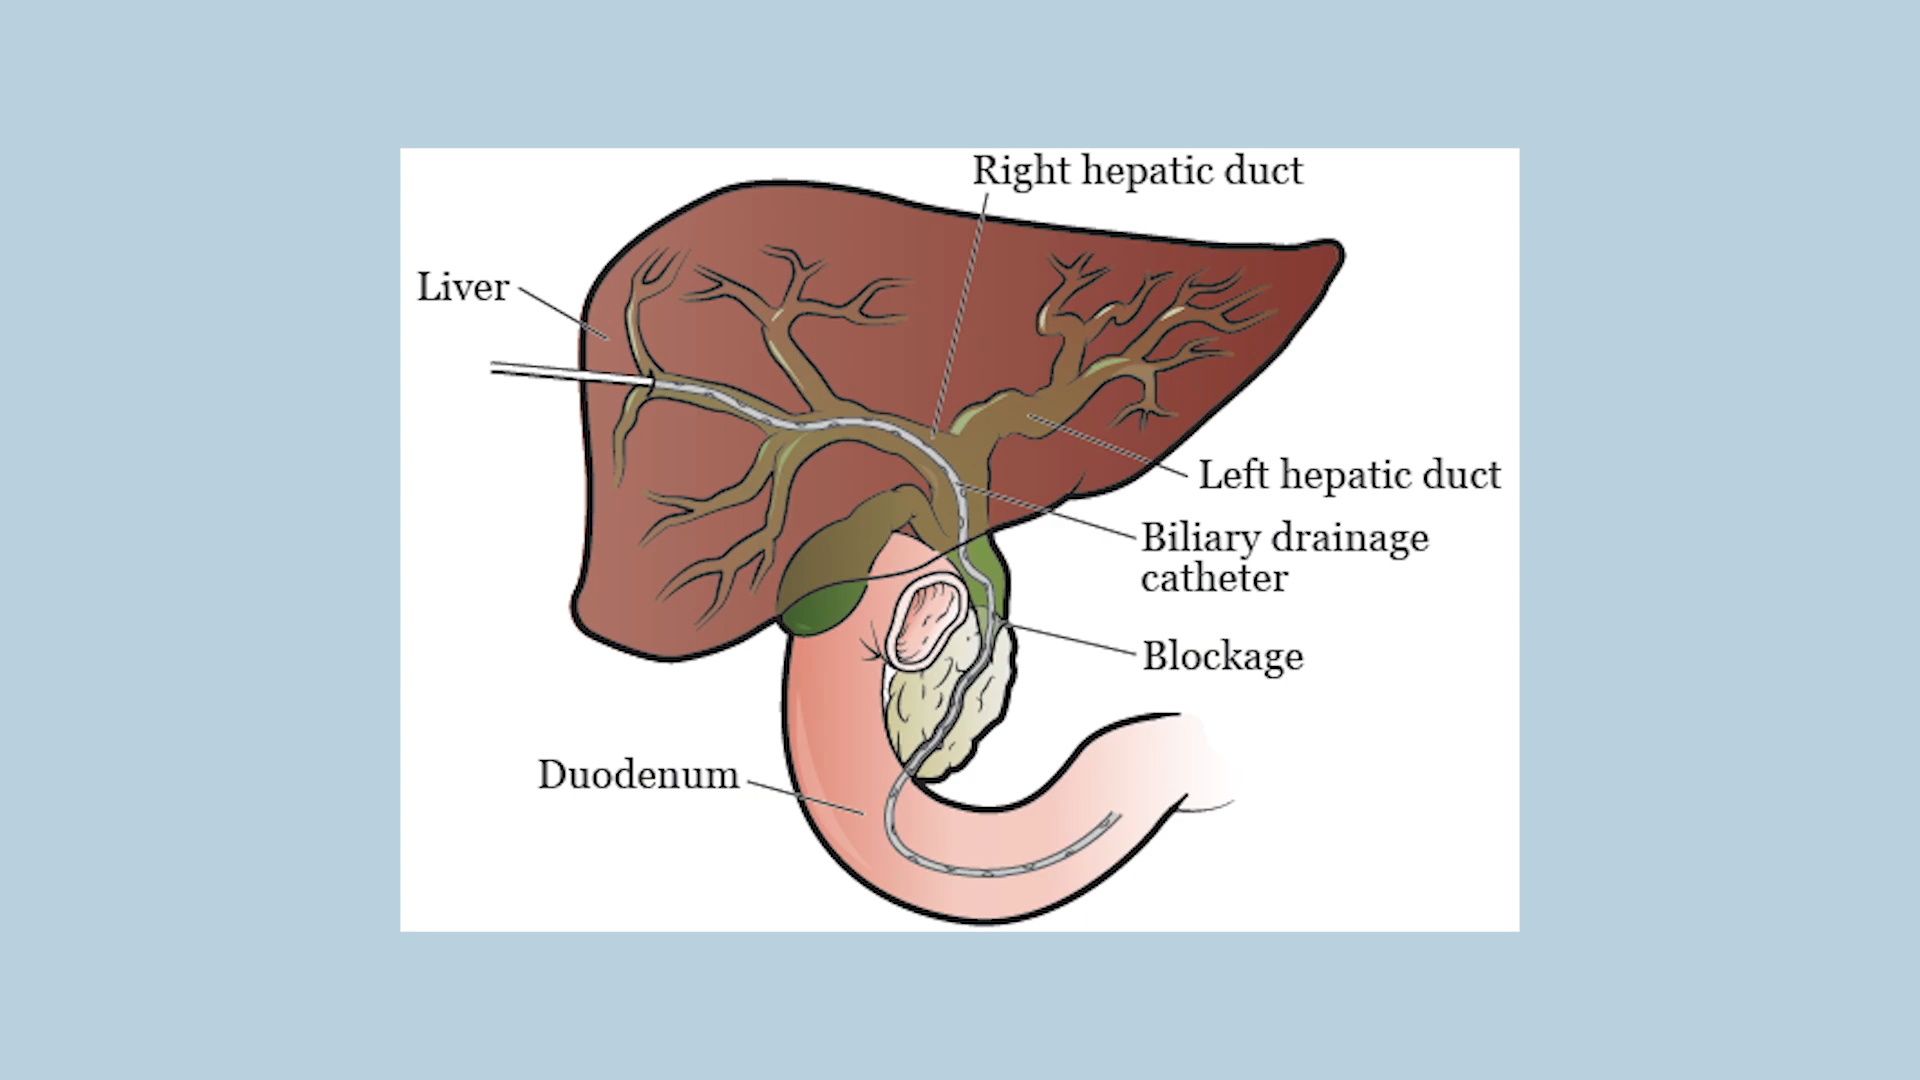 Right hepatic duct
Liver
Left hepatic duct
Biliary drainage
catheter
Blockage
Duodenum